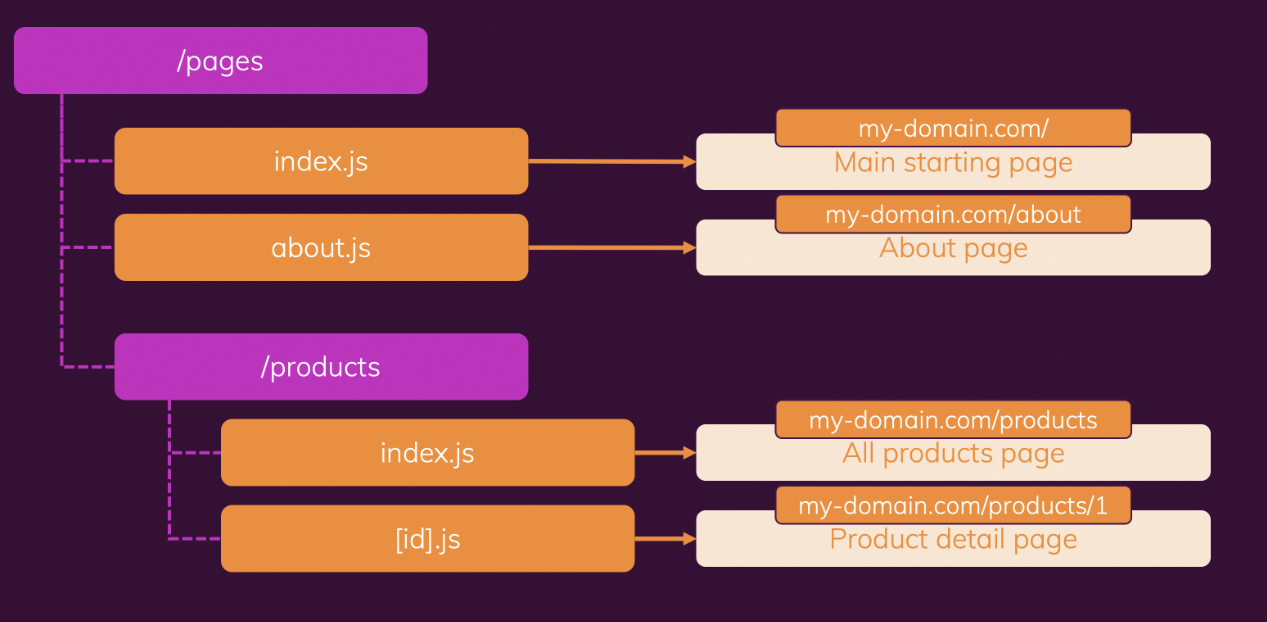 /pages
index.js
my-domain.com/
Main starting page
about.js
my-domain.com/about
About page
/products
index.js
my-domain.com/products
All products page
[id].js
my-domain.com/products/1
Product detail page